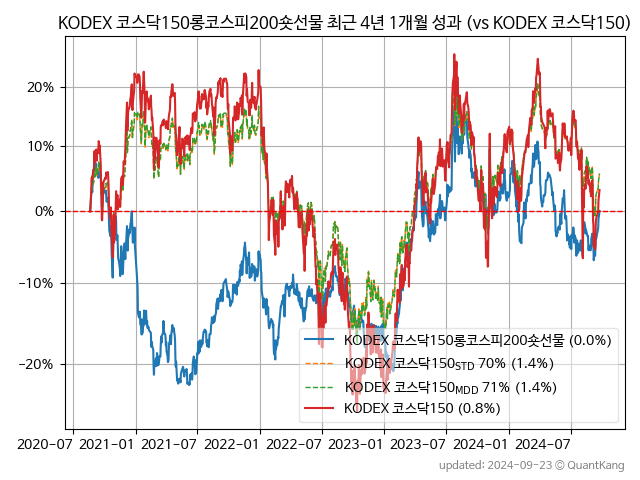 KODEX 코스닥150롱코스피200숏선물 최근 4년 1개월 성과 (vs KODEX 코스닥150)
20%
10%
0%
−10%
−20%
KODEX 코스닥150롱코스피200숏선물 (0.0%)
KODEX 코스닥150STD 70% (1.4%)
KODEX 코스닥150MDD 71% (1.4%)
KODEX 코스닥150 (0.8%)
2020-07 2021-01 2021-07 2022-01 2022-07 2023-01 2023-07 2024-01 2024-07
updated: 2024-09-23 ⓒ QuantKang